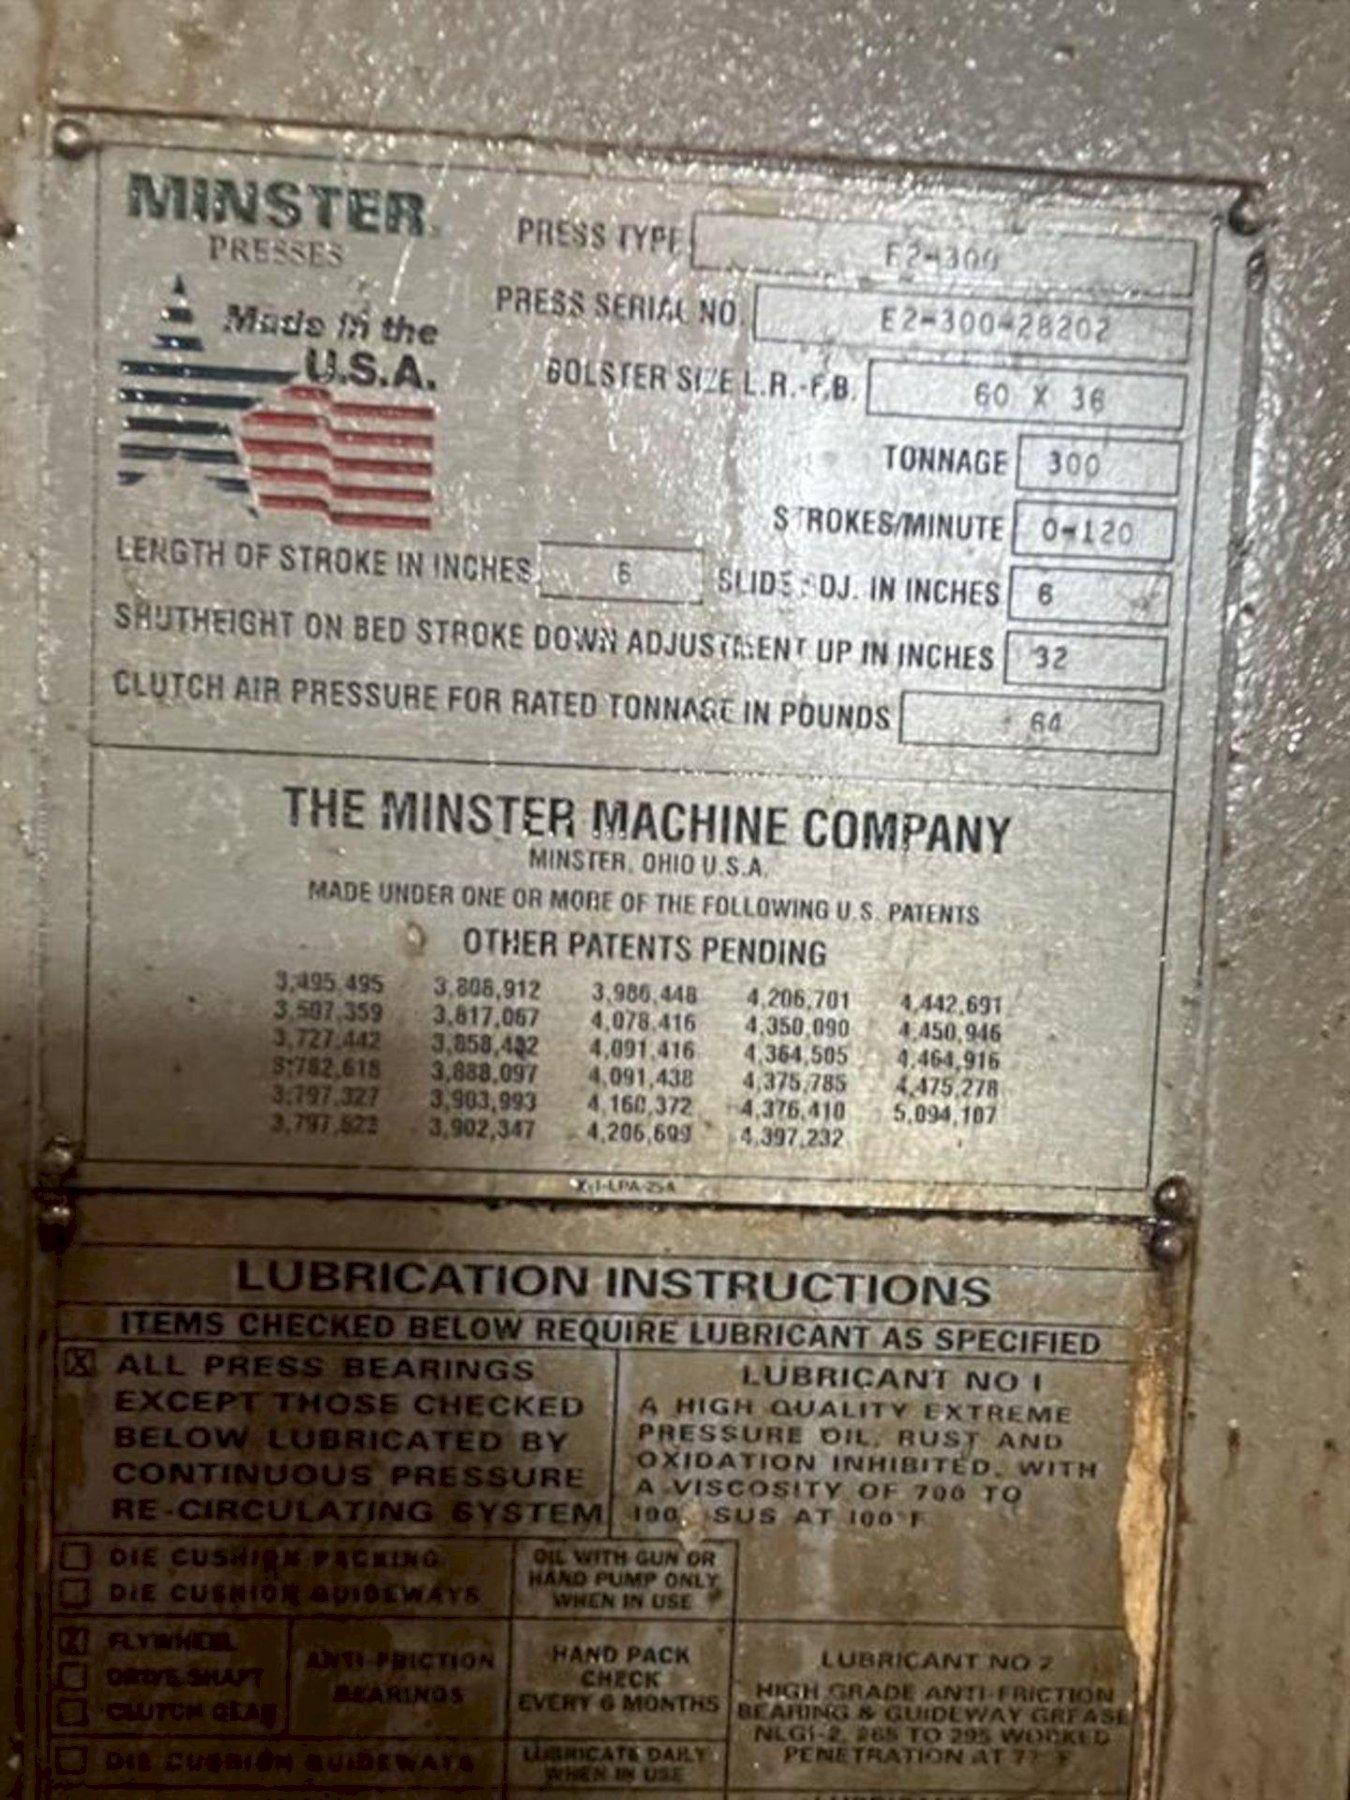 MINSTER
PRESSES
Made in the
U.S.A.
PRESS TYPE E2-300
PRESS SERIAL NO. E2-300-28202
BOLSTER SIZE L.R.-F.B. 60 X 36
TONNAGE 300
STROKES/MINUTE 0-120
LENGTH OF STROKE IN INCHES 6 SLIDE ADJ. IN INCHES 6
SHUTHEIGHT ON BED STROKE DOWN ADJUSTMENT UP IN INCHES 32
CLUTCH AIR PRESSURE FOR RATED TONNAGE IN POUNDS 64
THE MINSTER MACHINE COMPANY
MINSTER, OHIO U.S.A.
MADE UNDER ONE OR MORE OF THE FOLLOWING U.S. PATENTS
OTHER PATENTS PENDING
3,495,495 3,806,912 3,986,448 4,206,701 4,442,691
3,507,359 3,817,067 4,078,416 4,350,090 4,450,946
3,727,442 3,858,432 4,091,416 4,364,505 4,464,916
3,782,618 3,888,097 4,091,438 4,375,785 4,475,278
3,797,327 3,903,993 4,160,372 4,376,410 5,094,107
3,797,623 3,902,347 4,206,699 4,397,232
X-1-LPA-25A
LUBRICATION INSTRUCTIONS
ITEMS CHECKED BELOW REQUIRE LUBRICANT AS SPECIFIED
X ALL PRESS BEARINGS
EXCEPT THOSE CHECKED
BELOW LUBRICATED BY
CONTINUOUS PRESSURE
RE-CIRCULATING SYSTEM
LUBRICANT NO 1
A HIGH QUALITY EXTREME
PRESSURE OIL, RUST AND
OXIDATION INHIBITED, WITH
A VISCOSITY OF 700 TO
SUS AT 100°F
DIE CUSHION PACKING
DIE CUSHION GUIDEWAYS
OIL WITH GUN OR
HAND PUMP ONLY
WHEN IN USE
X FLYWHEEL
DRIVE SHAFT
CLUTCH GEAR
ANTI-FRICTION
BEARINGS
HAND PACK
CHECK
EVERY 6 MONTHS
LUBRICANT NO 2
HIGH GRADE ANTI-FRICTION
BEARING & GUIDEWAY GREASE
NLGI-2, 265 TO 295 WORKED
PENETRATION AT 77°F
DIE CUSHION GUIDEWAYS
LUBRICATE DAILY
WHEN IN USE